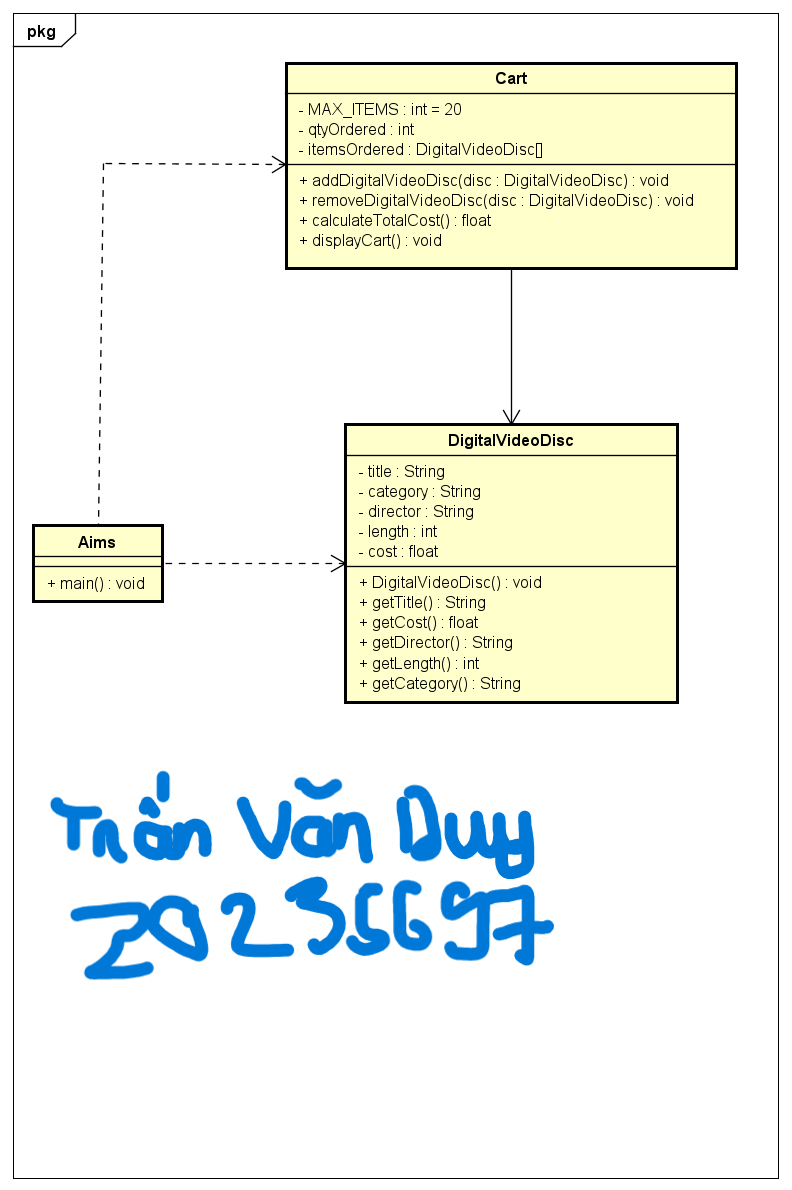 pkg
Cart
- MAX_ITEMS : int = 20
- qtyOrdered : int
- itemsOrdered : DigitalVideoDisc[]
+ addDigitalVideoDisc(disc : DigitalVideoDisc) : void
+ removeDigitalVideoDisc(disc : DigitalVideoDisc) : void
+ calculateTotalCost() : float
+ displayCart() : void
DigitalVideoDisc
- title : String
- category : String
- director : String
- length : int
- cost : float
+ DigitalVideoDisc() : void
+ getTitle() : String
+ getCost() : float
+ getDirector() : String
+ getLength() : int
+ getCategory() : String
Aims
+ main() : void
Trấn Văn Duy
20235697